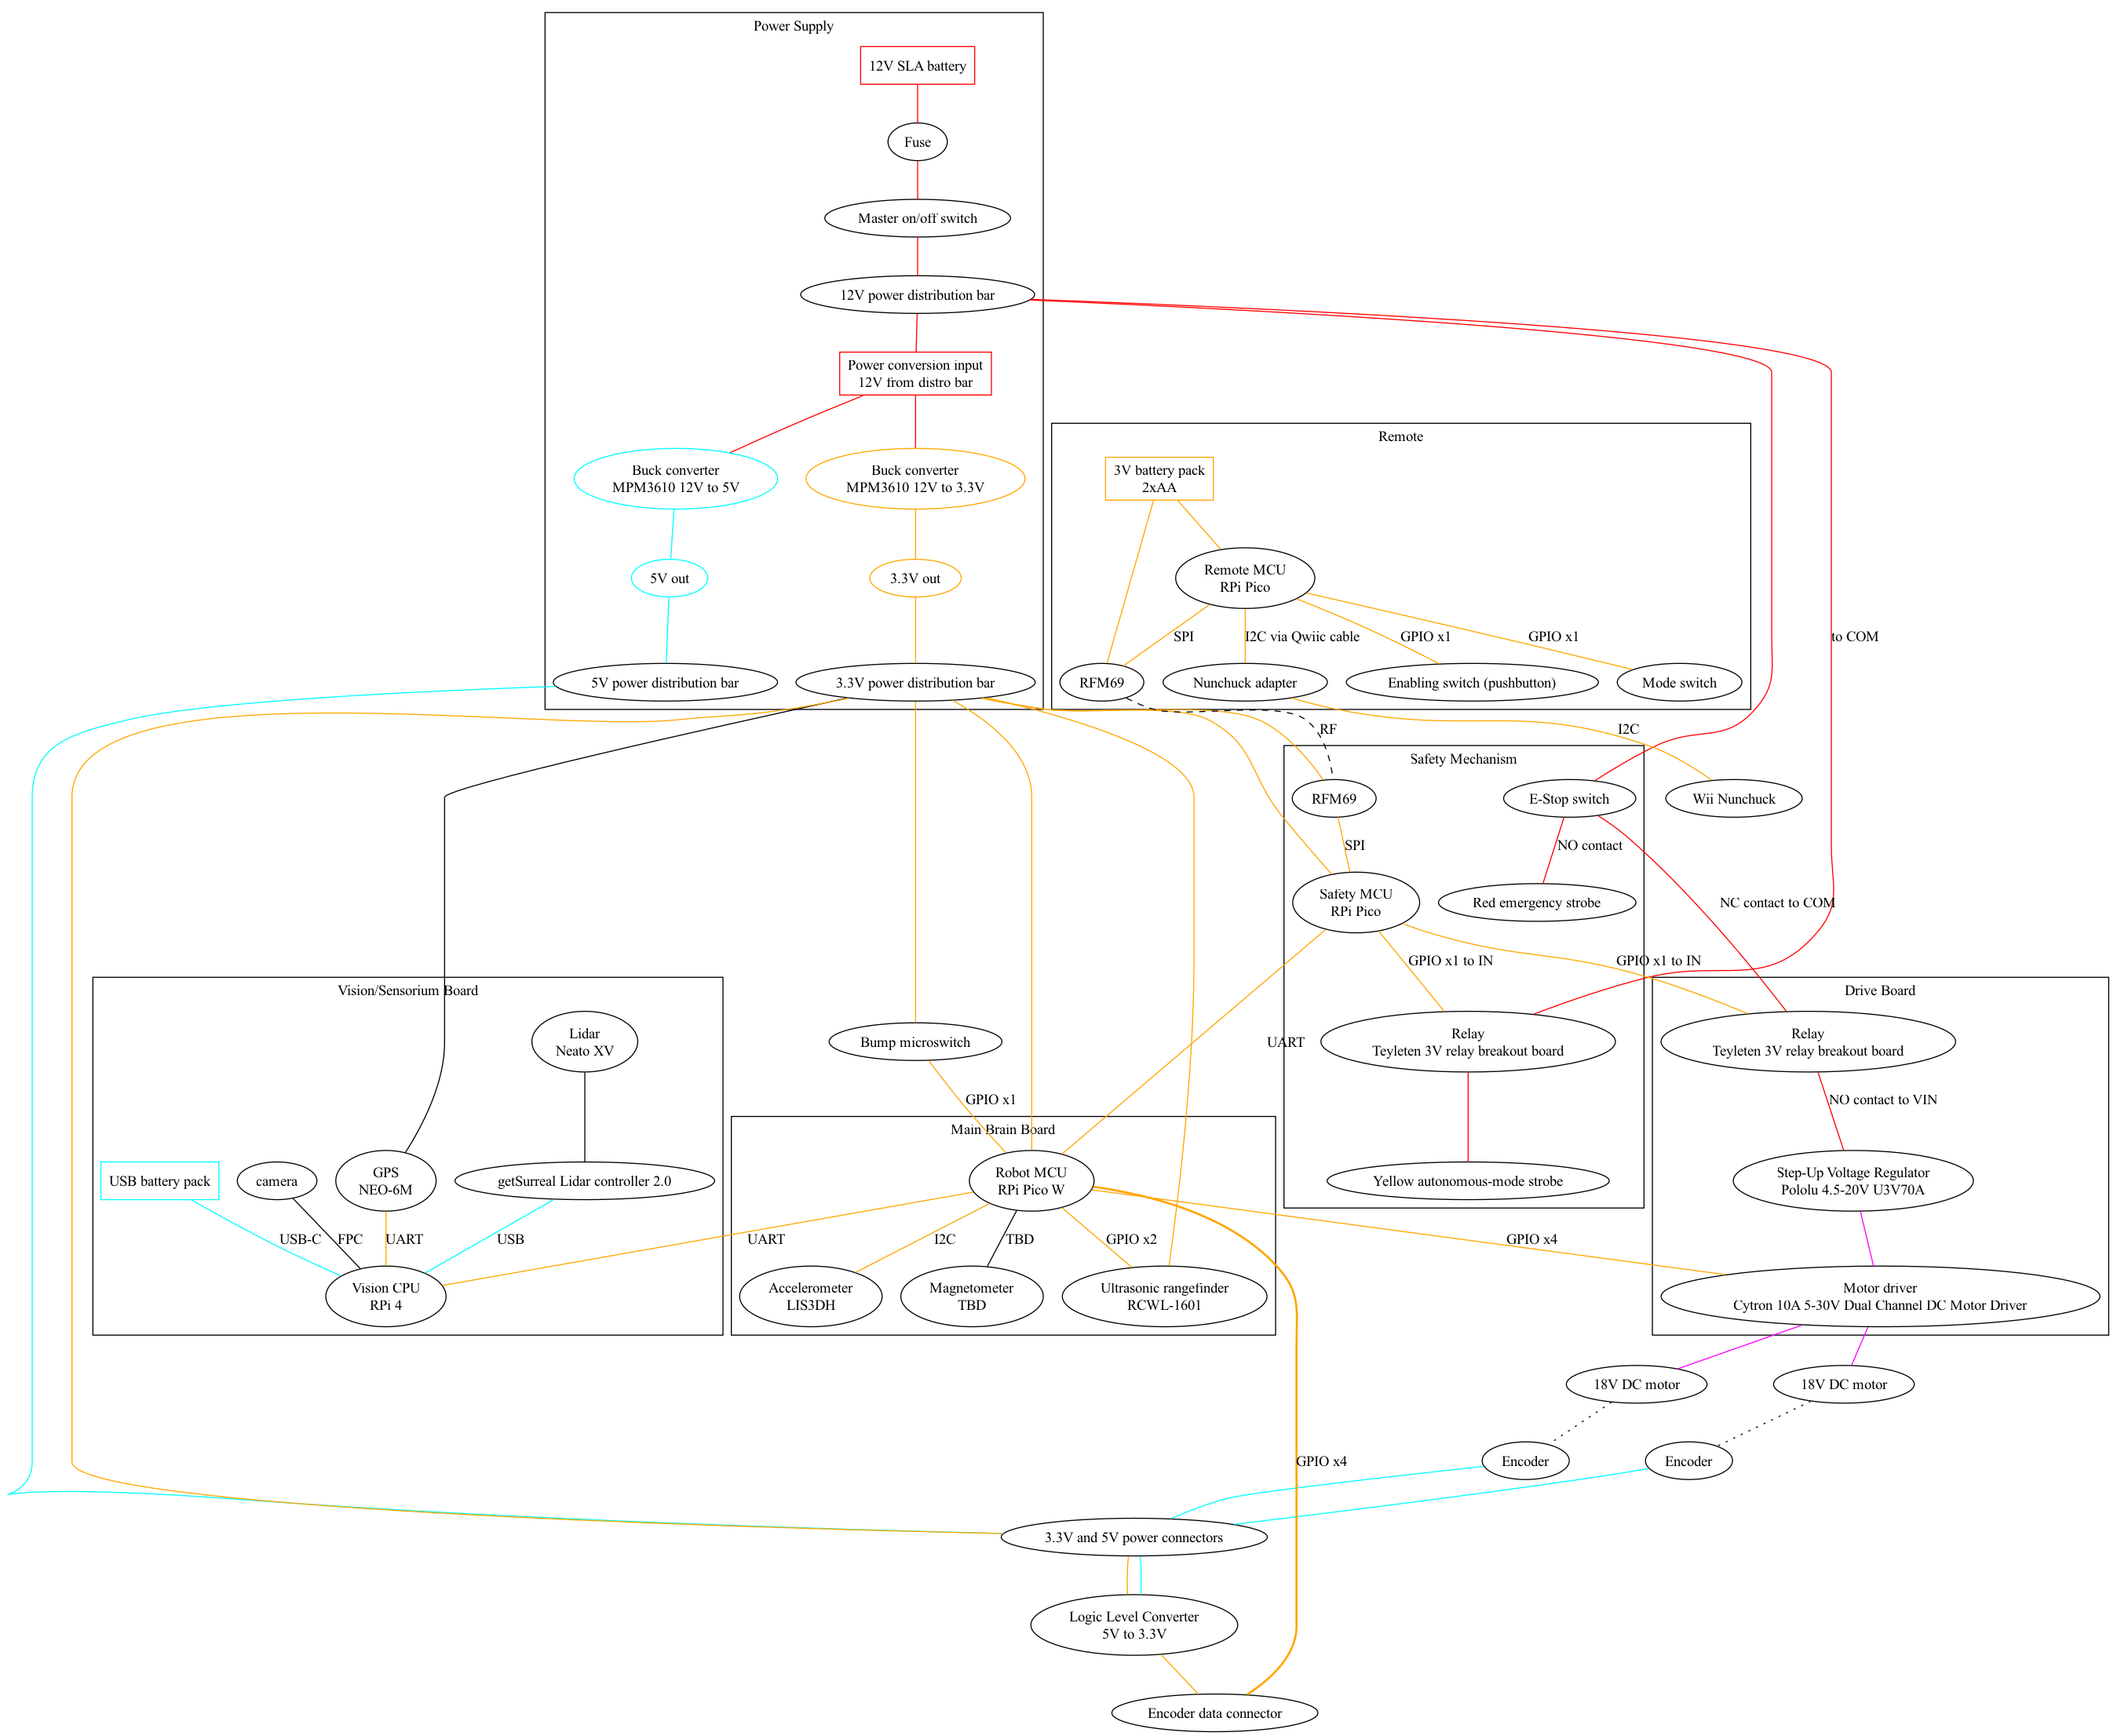 Power Supply
12V SLA battery
Fuse
Master on/off switch
12V power distribution bar
Power conversion input
12V from distro bar
Buck converter
MPM3610 12V to 5V
Buck converter
MPM3610 12V to 3.3V
5V out
3.3V out
5V power distribution bar
3.3V power distribution bar
Remote
3V battery pack
2xAA
Remote MCU
RPi Pico
SPI
I2C via Qwiic cable
GPIO x1
GPIO x1
to COM
RFM69
Nunchuck adapter
Enabling switch (pushbutton)
Mode switch
RF
I2C
Safety Mechanism
RFM69
E-Stop switch
Wii Nunchuck
SPI
NO contact
Safety MCU
RPi Pico
Red emergency strobe
NC contact to COM
GPIO x1 to IN
GPIO x1 to IN
Vision/Sensorium Board
Drive Board
Lidar
Neato XV
Bump microswitch
UART
Relay
Teyleten 3V relay breakout board
Relay
Teyleten 3V relay breakout board
GPIO x1
NO contact to VIN
Main Brain Board
USB battery pack
camera
GPS
NEO-6M
getSurreal Lidar controller 2.0
Robot MCU
RPi Pico W
Yellow autonomous-mode strobe
Step-Up Voltage Regulator
Pololu 4.5-20V U3V70A
USB-C
FPC
UART
USB
UART
I2C
TBD
GPIO x2
GPIO x4
Vision CPU
RPi 4
Accelerometer
LIS3DH
Magnetometer
TBD
Ultrasonic rangefinder
RCWL-1601
Motor driver
Cytron 10A 5-30V Dual Channel DC Motor Driver
18V DC motor
18V DC motor
GPIO x4
Encoder
Encoder
3.3V and 5V power connectors
Logic Level Converter
5V to 3.3V
Encoder data connector